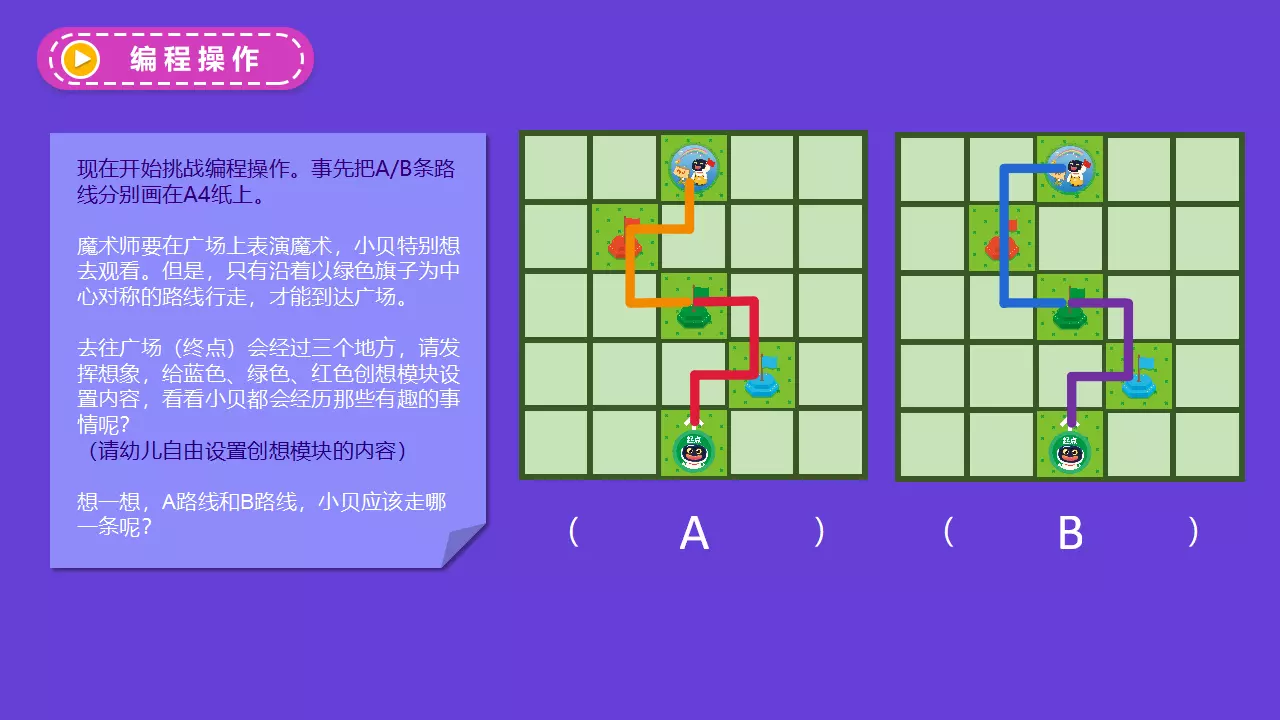 编程操作
现在开始挑战编程操作。事先把A/B条路
线分别画在A4纸上。
魔术师要在广场上表演魔术，小贝特别想
去观看。但是，只有沿着以绿色旗子为中
心对称的路线行走，才能到达广场。
去往广场（终点）会经过三个地方，请发
挥想象，给蓝色、绿色、红色创想模块设
置内容，看看小贝都会经历那些有趣的事
情呢？
（请幼儿自由设置创想模块的内容）
想一想，A路线和B路线，小贝应该走哪
一条呢？
起点
起点
（ A ）
（ B ）